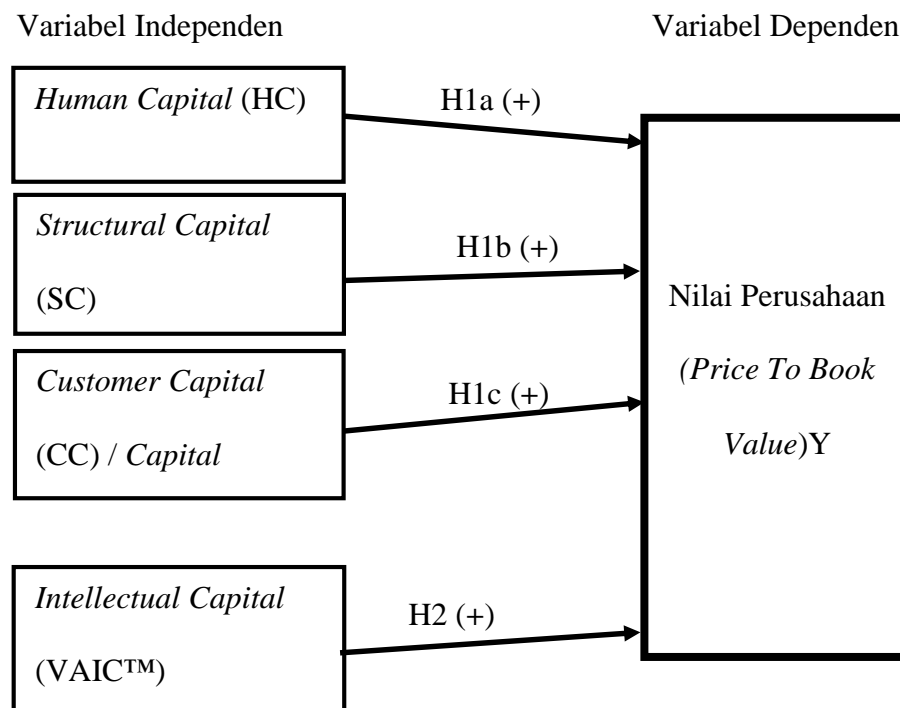 Variabel Independen
Variabel Dependen
Human Capital (HC)
H1a (+)
Structural Capital
(SC)
H1b (+)
Customer Capital
(CC) / Capital
H1c (+)
Intellectual Capital
(VAIC™)
H2 (+)
Nilai Perusahaan
(Price To Book
Value)Y